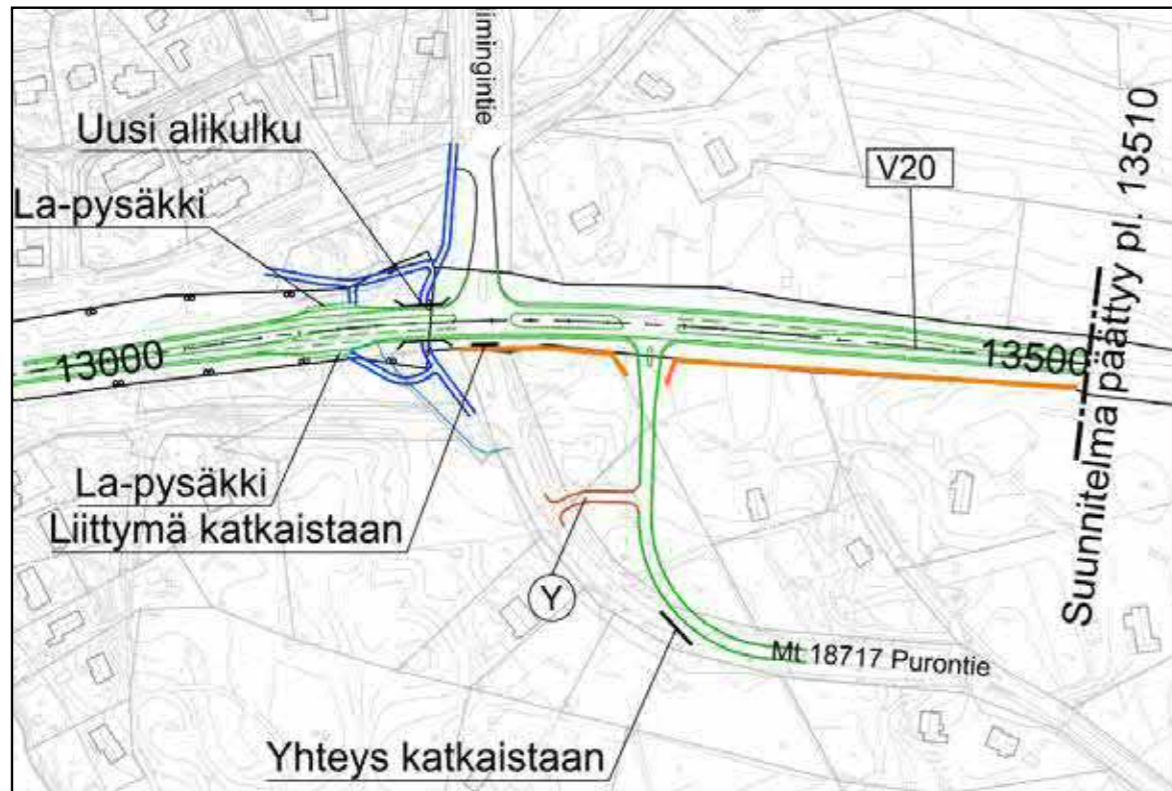 imingintie
Uusi alikulku
La-pysäkki
V20
13000
13500
Suunnitelma päättyy pl. 13510
La-pysäkki
Liittymä katkaistaan
Y
Mt 18717 Purontie
Yhteys katkaistaan